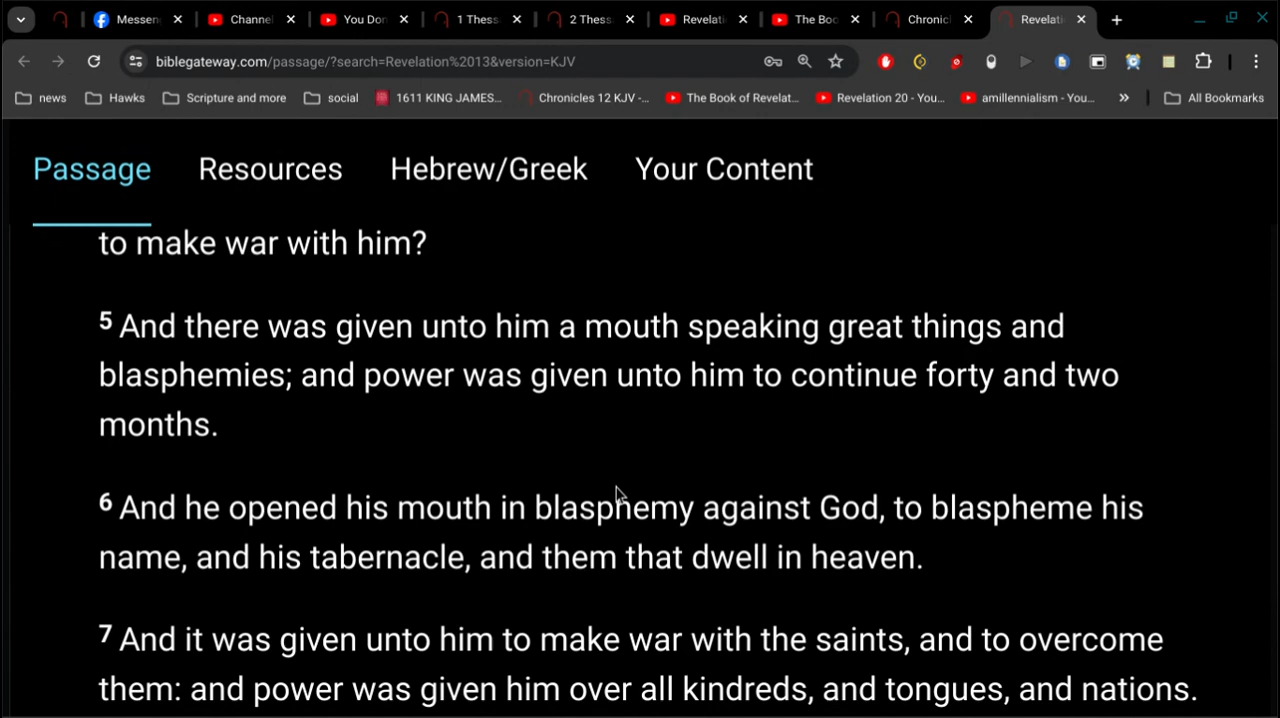 Messen
Channel
You Don
1 Thess
2 Thess
Revelati
The Boo
Chronicl
Revelati
biblegateway.com/passage/?search=Revelation%2013&version=KJV
news
Hawks
Scripture and more
social
1611 KING JAMES...
Chronicles 12 KJV -...
The Book of Revelat...
Revelation 20 - You...
amillennialism - You...
All Bookmarks
Passage
Resources
Hebrew/Greek
Your Content
to make war with him?
5 And there was given unto him a mouth speaking great things and
blasphemies; and power was given unto him to continue forty and two
months.
6 And he opened his mouth in blasphemy against God, to blaspheme his
name, and his tabernacle, and them that dwell in heaven.
7 And it was given unto him to make war with the saints, and to overcome
them: and power was given him over all kindreds, and tongues, and nations.